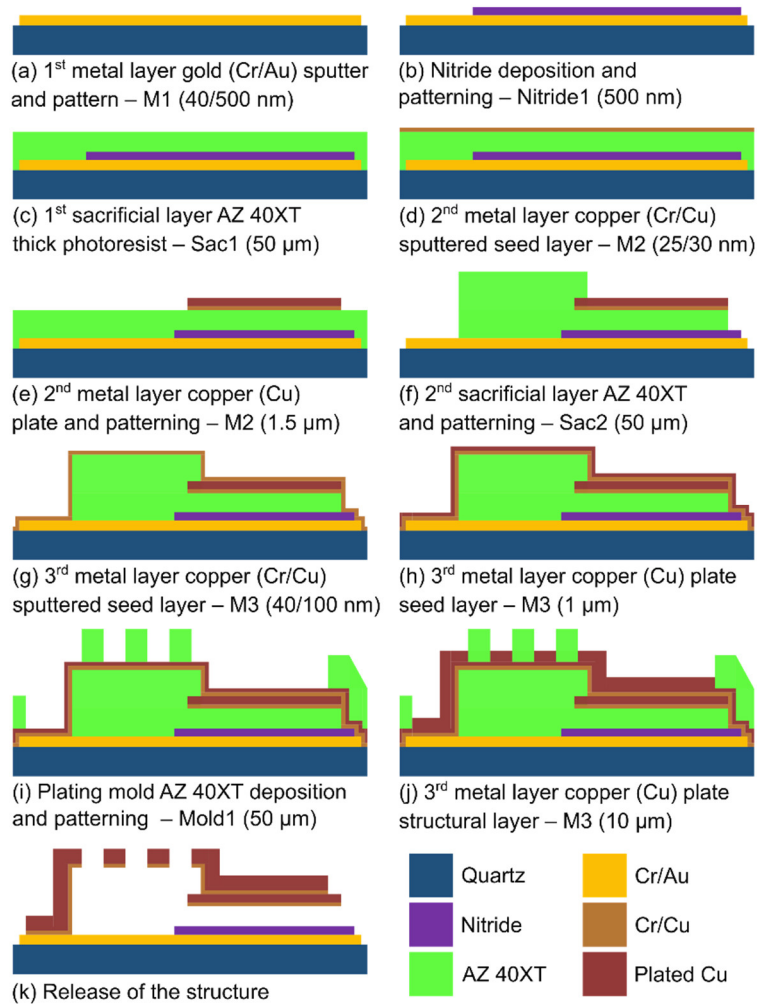 (a) 1st metal layer gold (Cr/Au) sputter
and pattern – M1 (40/500 nm)
(b) Nitride deposition and
patterning – Nitride1 (500 nm)
(c) 1st sacrificial layer AZ 40XT
thick photoresist – Sac1 (50 µm)
(d) 2nd metal layer copper (Cr/Cu)
sputtered seed layer – M2 (25/30 nm)
(e) 2nd metal layer copper (Cu)
plate and patterning – M2 (1.5 µm)
(f) 2nd sacrificial layer AZ 40XT
and patterning – Sac2 (50 µm)
(g) 3rd metal layer copper (Cr/Cu)
sputtered seed layer – M3 (40/100 nm)
(h) 3rd metal layer copper (Cu) plate
seed layer – M3 (1 µm)
(i) Plating mold AZ 40XT deposition
and patterning – Mold1 (50 µm)
(j) 3rd metal layer copper (Cu) plate
structural layer – M3 (10 µm)
(k) Release of the structure
Quartz
Cr/Au
Nitride
Cr/Cu
AZ 40XT
Plated Cu